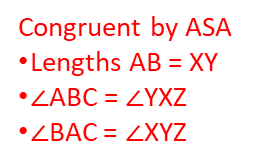 Congruent by ASA
•Lengths AB = XY
•∠ABC = ∠YXZ
•∠BAC = ∠XYZ